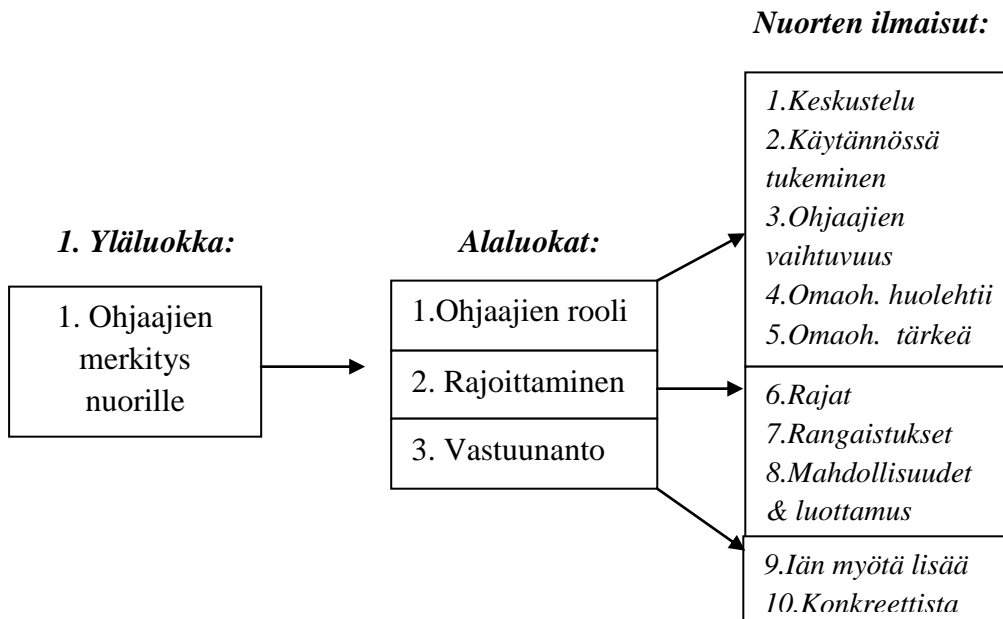 Nuorten ilmaisut:
1. Yläluokka:
1. Ohjaajien
merkitys
nuorille
Alaluokat:
1.Ohjaajien rooli
2. Rajoittaminen
3. Vastuunanto
1.Keskustelu
2.Käytännössä
tukeminen
3.Ohjaajien
vaihtuvuus
4.Omaoh. huolehtii
5.Omaoh. tärkeä
6.Rajat
7.Rangaistukset
8.Mahdollisuudet
& luottamus
9.Iän myötä lisää
10.Konkreettista